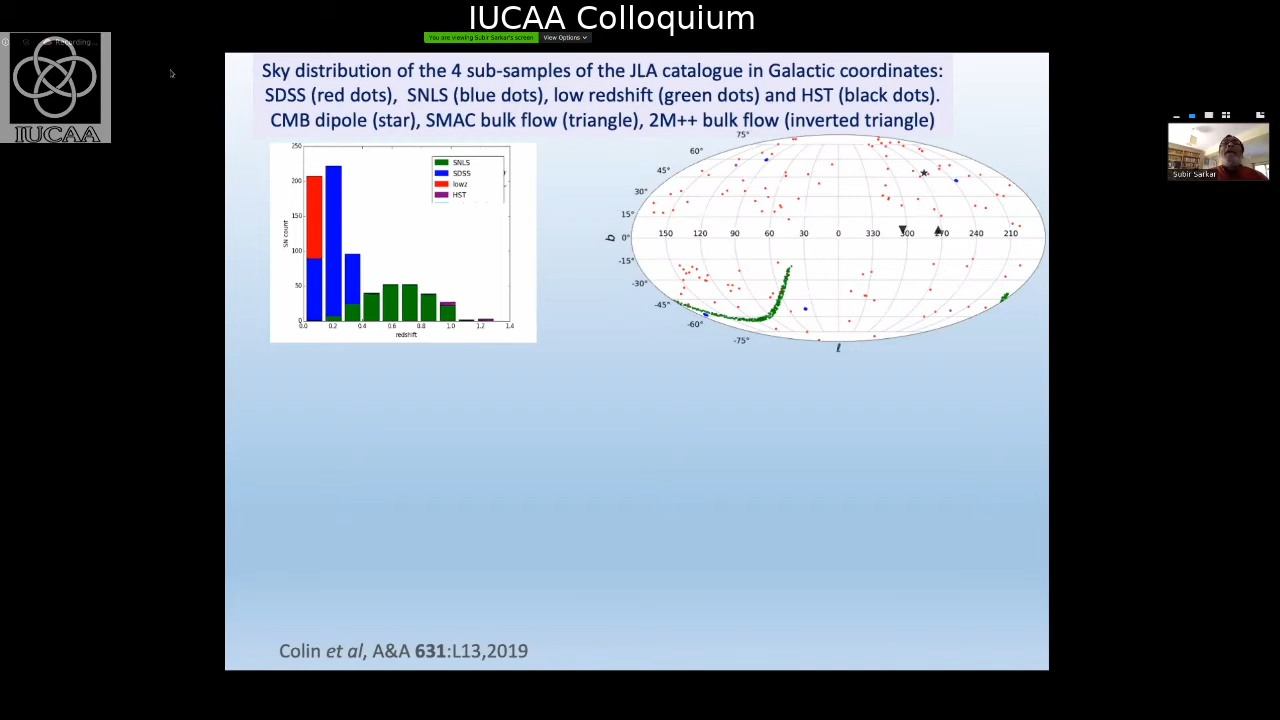 IUCAA Colloquium
Recording...
You are viewing Subir Sarkar's screen
View Options
IUCAA
Sky distribution of the 4 sub-samples of the JLA catalogue in Galactic coordinates:
SDSS (red dots), SNLS (blue dots), low redshift (green dots) and HST (black dots).
CMB dipole (star), SMAC bulk flow (triangle), 2M++ bulk flow (inverted triangle)
250
200
150
100
50
0
SN count
0.0 0.2 0.4 0.6 0.8 1.0 1.2 1.4
redshift
SNLS
SDSS
lowz
HST
75°
60°
45°
30°
15°
0°
-15°
-30°
-45°
-60°
-75°
b
150 120 90 60 30 0 330 300 270 240 210
ℓ
Subir Sarkar
Colin et al, A&A 631:L13,2019